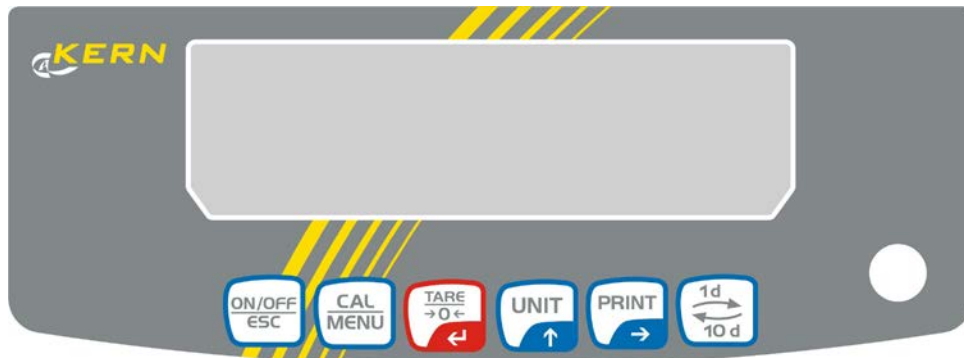 KERN
ON/OFF
ESC
CAL
MENU
TARE
→0←
↵
UNIT
↑
PRINT
→
1d
10 d